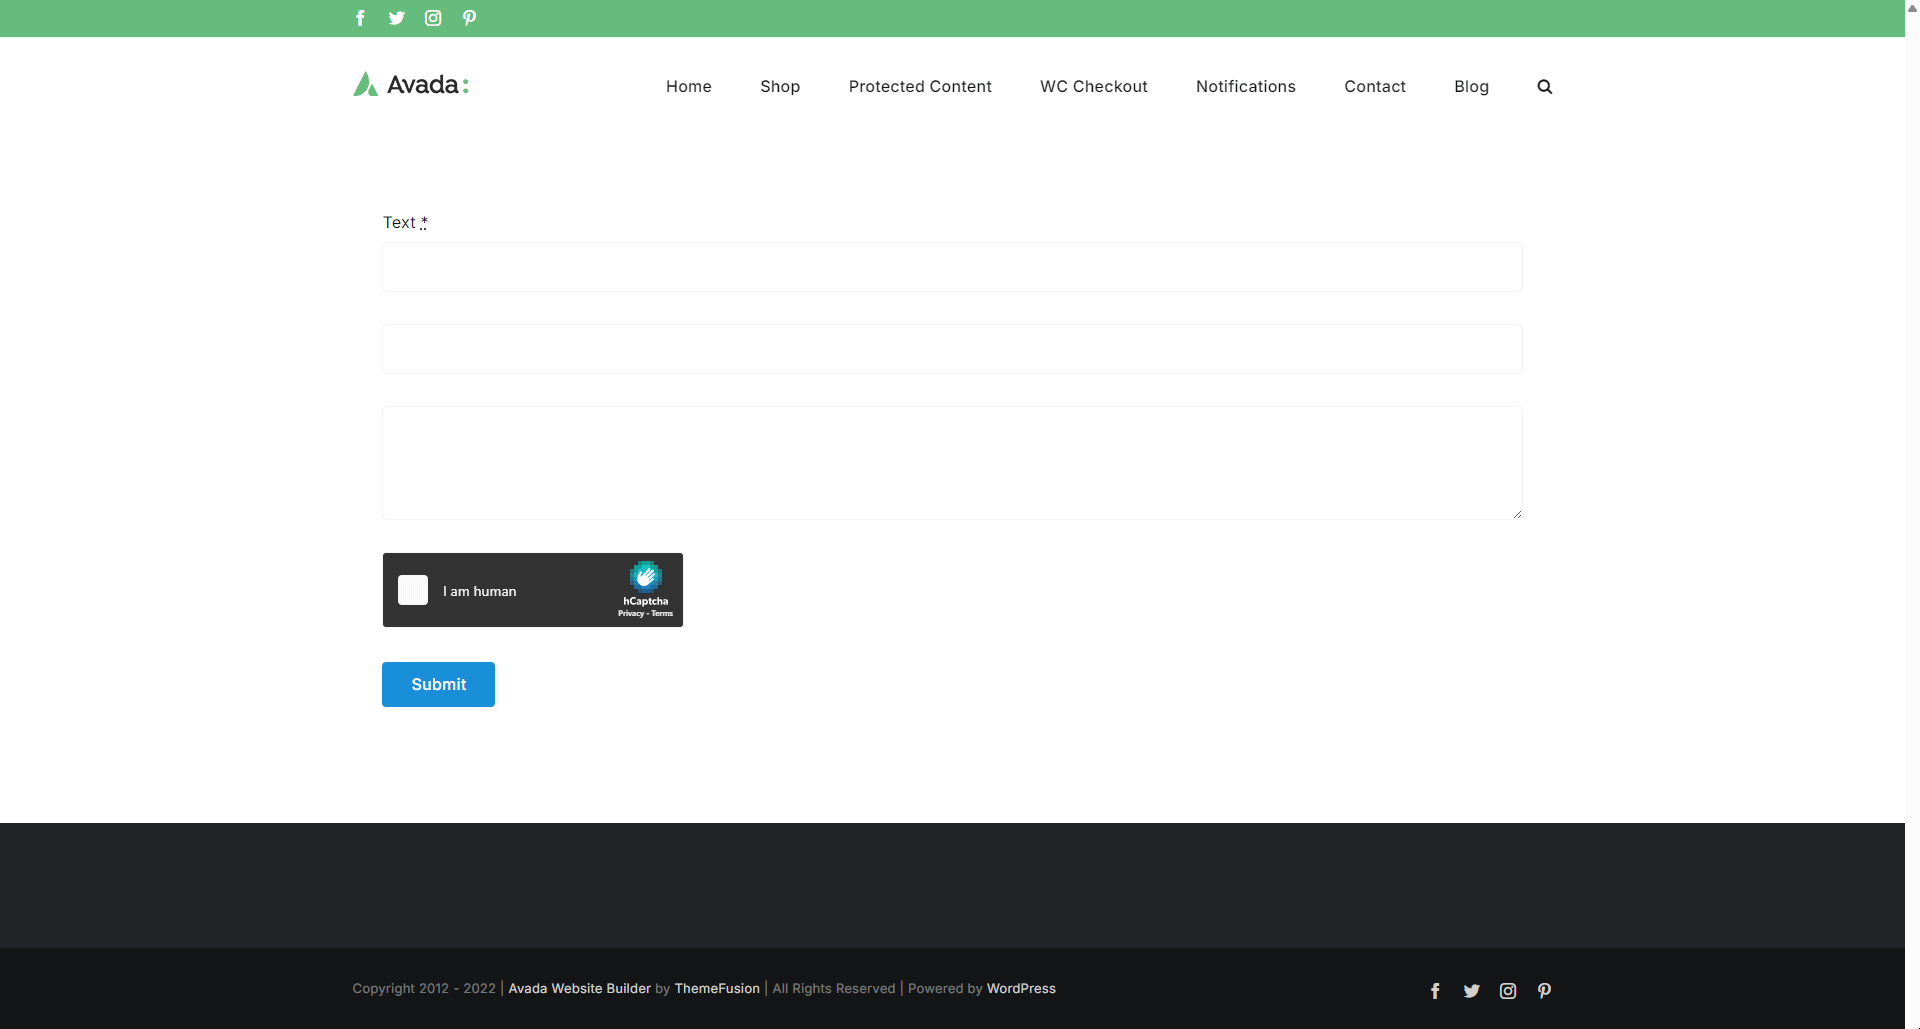 Avada
Home Shop Protected Content WC Checkout Notifications Contact Blog
Text *
I am human
hCaptcha
Privacy - Terms
Submit
Copyright 2012 - 2022 | Avada Website Builder by ThemeFusion | All Rights Reserved | Powered by WordPress